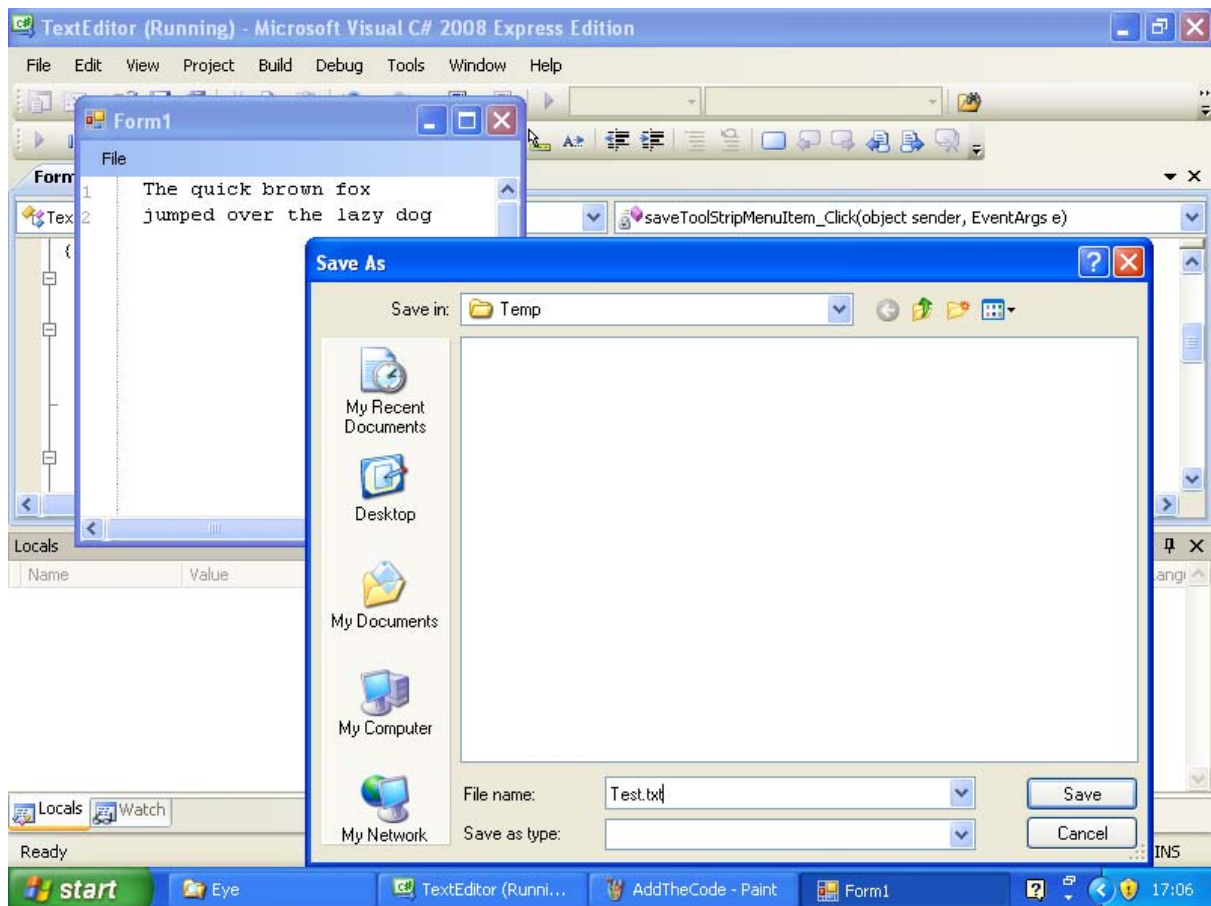 TextEditor (Running) - Microsoft Visual C# 2008 Express Edition
File Edit View Project Build Debug Tools Window Help
Form1
File
Form
1 The quick brown fox
2 jumped over the lazy dog
Tex
saveToolStripMenuItem_Click(object sender, EventArgs e)
{
Save As
Save in: Temp
My Recent
Documents
Desktop
My Documents
My Computer
My Network
File name: Test.txt Save
Save as type: Cancel
Locals
Name Value
Langu
Locals Watch
Ready
INS
start Eye TextEditor (Runni... AddTheCode - Paint Form1 17:06